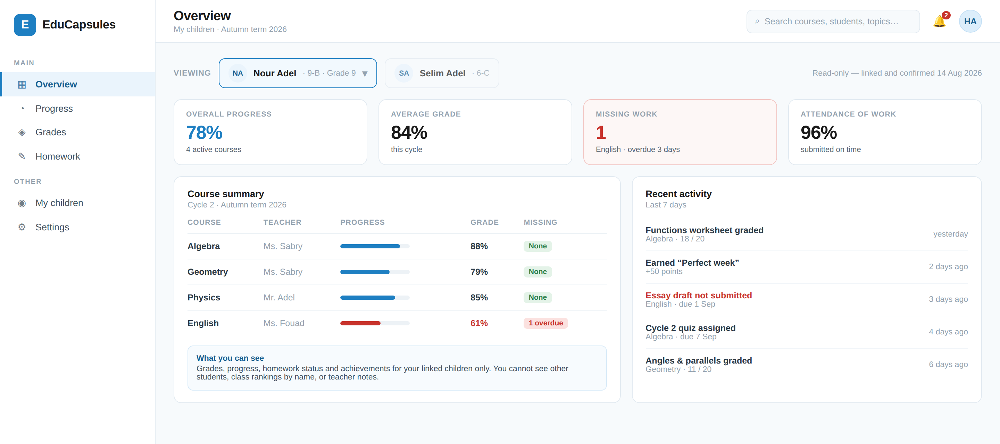 E EduCapsules
MAIN
Overview
Progress
Grades
Homework
OTHER
My children
Settings
Overview
My children · Autumn term 2026
Search courses, students, topics…
2
HA
VIEWING
NA Nour Adel · 9-B · Grade 9 ▼
SA Selim Adel · 6-C
Read-only — linked and confirmed 14 Aug 2026
OVERALL PROGRESS
78%
4 active courses
AVERAGE GRADE
84%
this cycle
MISSING WORK
1
English · overdue 3 days
ATTENDANCE OF WORK
96%
submitted on time
Course summary
Cycle 2 · Autumn term 2026
COURSE TEACHER PROGRESS GRADE MISSING
Algebra Ms. Sabry 88% None
Geometry Ms. Sabry 79% None
Physics Mr. Adel 85% None
English Ms. Fouad 61% 1 overdue
What you can see
Grades, progress, homework status and achievements for your linked children only. You cannot see other
students, class rankings by name, or teacher notes.
Recent activity
Last 7 days
Functions worksheet graded
Algebra · 18 / 20
yesterday
Earned “Perfect week”
+50 points
2 days ago
Essay draft not submitted
English · due 1 Sep
3 days ago
Cycle 2 quiz assigned
Algebra · due 7 Sep
4 days ago
Angles & parallels graded
Geometry · 11 / 20
6 days ago